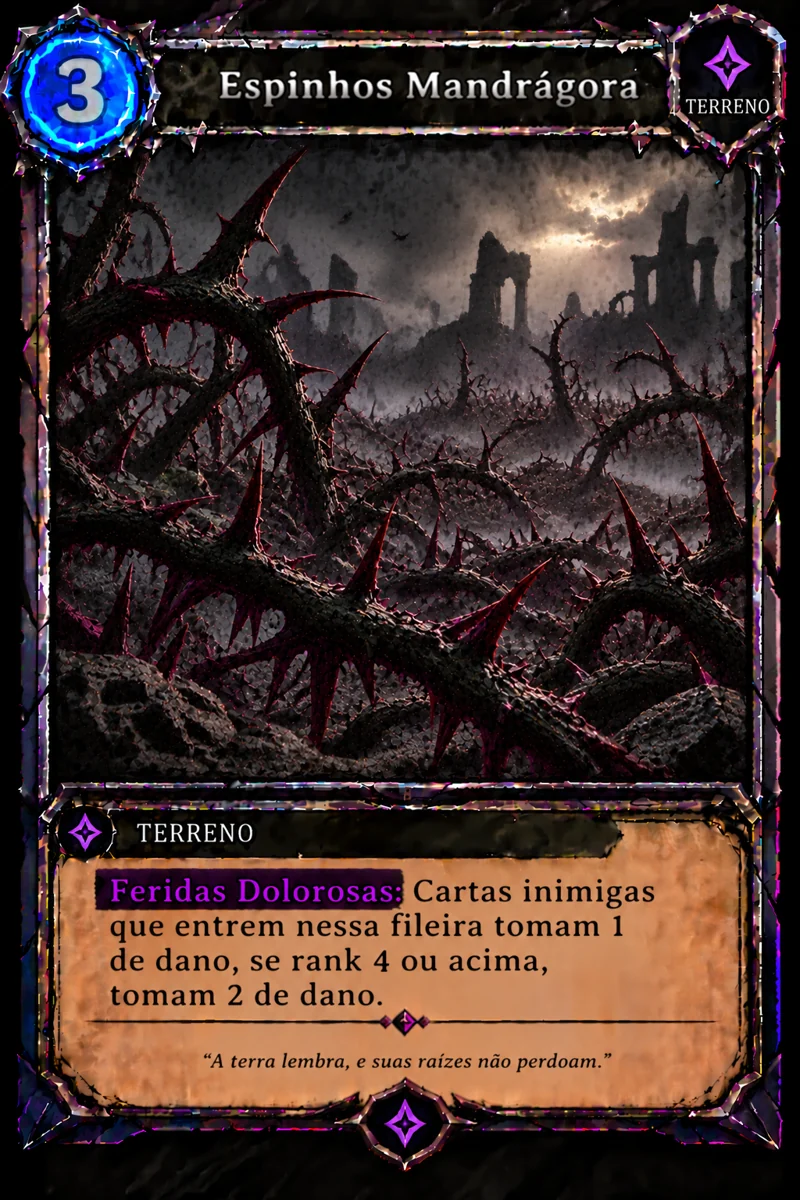 3
Espinhos Mandrágora
TERRENO
TERRENO
Feridas Dolorosas: Cartas inimigas
que entrem nessa fileira tomam 1
de dano, se rank 4 ou acima,
tomam 2 de dano.
“A terra lembra, e suas raízes não perdoam.”